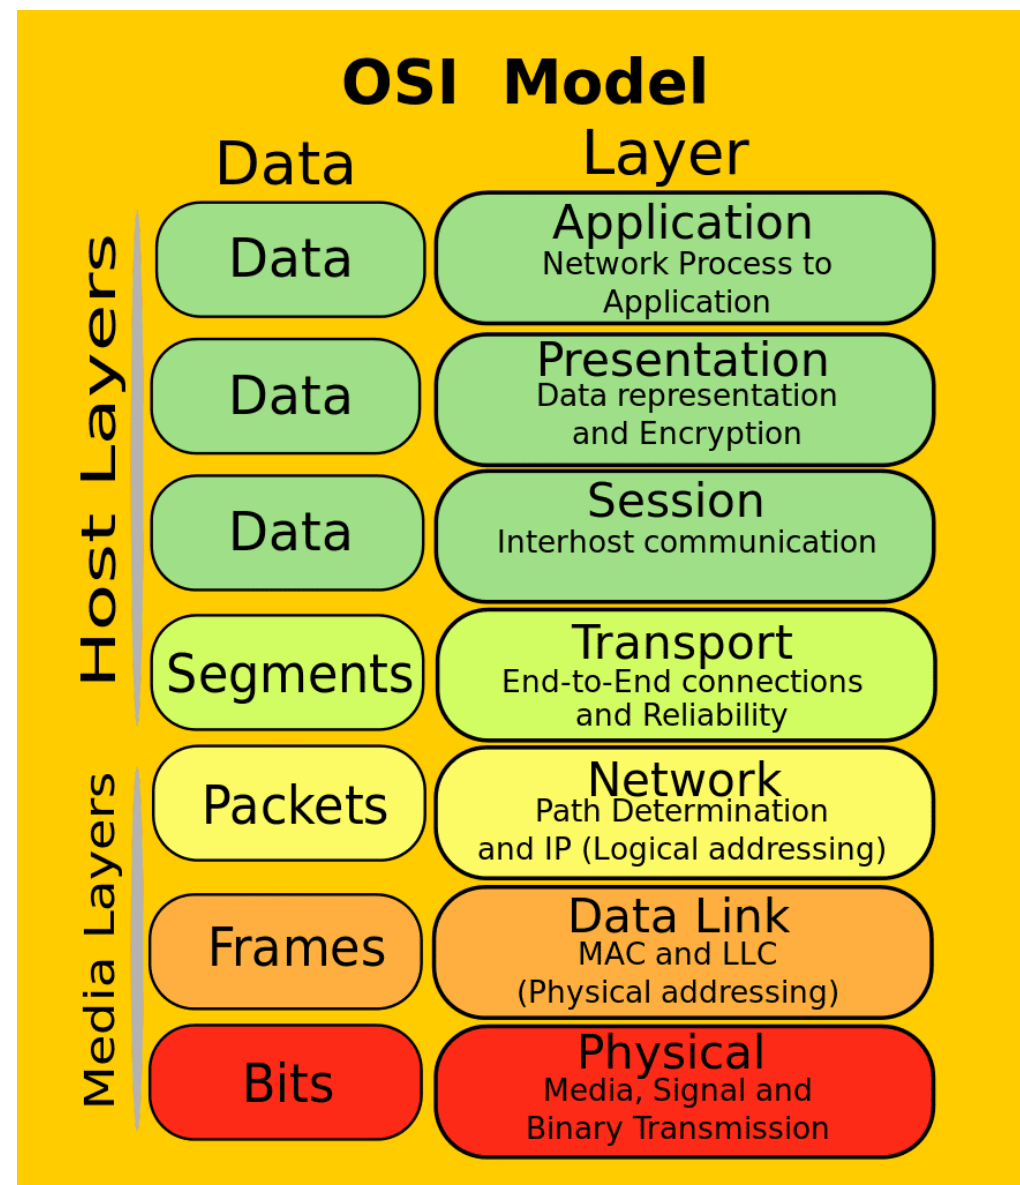 OSI Model
Data
Layer
Host Layers
Data
Application
Network Process to
Application
Data
Presentation
Data representation
and Encryption
Data
Session
Interhost communication
Segments
Transport
End-to-End connections
and Reliability
Media Layers
Packets
Network
Path Determination
and IP (Logical addressing)
Frames
Data Link
MAC and LLC
(Physical addressing)
Bits
Physical
Media, Signal and
Binary Transmission